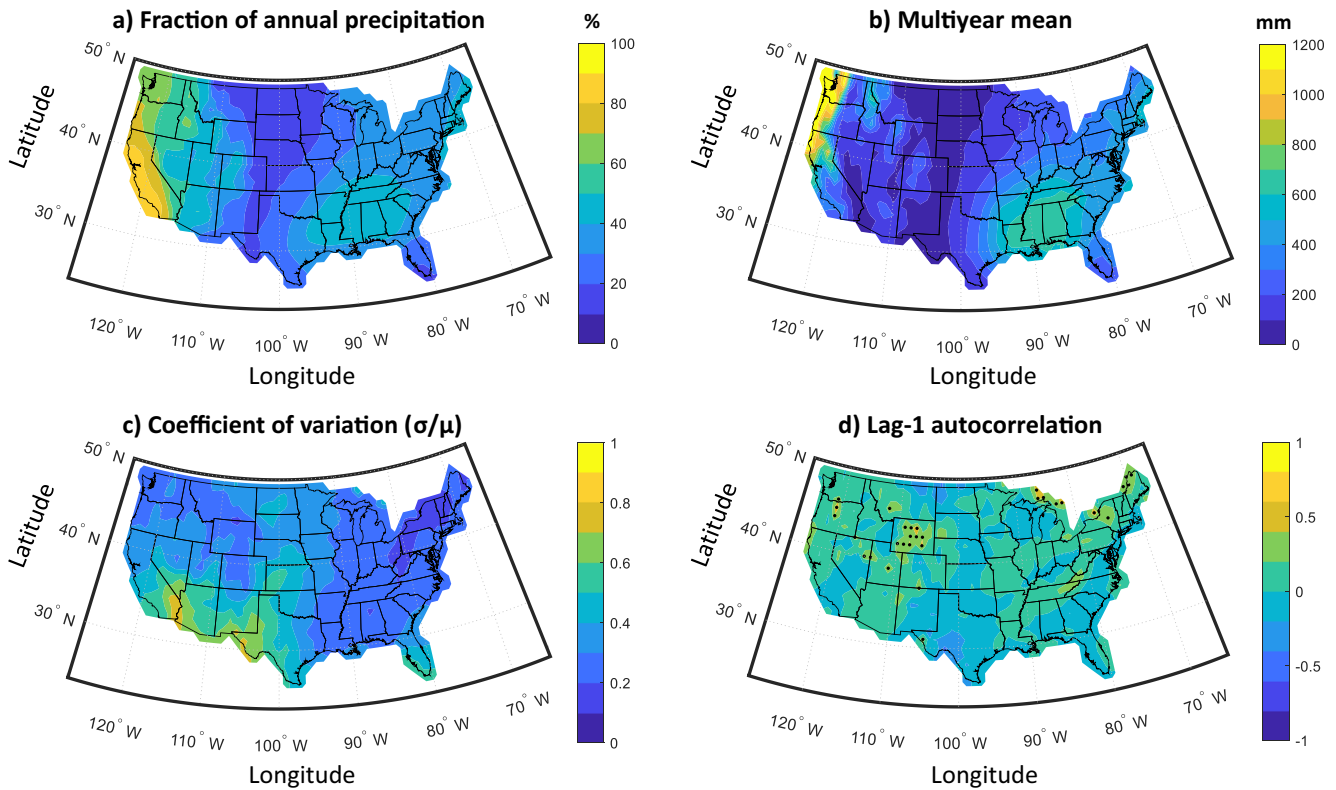 a) Fraction of annual precipitation
%
50° N
40° N
30° N
120° W
110° W
100° W
90° W
80° W
70° W
Latitude
Longitude
100
80
60
40
20
0
b) Multiyear mean
mm
50° N
40° N
30° N
120° W
110° W
100° W
90° W
80° W
70° W
Latitude
Longitude
1200
1000
800
600
400
200
0
c) Coefficient of variation (σ/μ)
50° N
40° N
30° N
120° W
110° W
100° W
90° W
80° W
70° W
Latitude
Longitude
1
0.8
0.6
0.4
0.2
0
d) Lag-1 autocorrelation
50° N
40° N
30° N
120° W
110° W
100° W
90° W
80° W
70° W
Latitude
Longitude
1
0.5
0
-0.5
-1